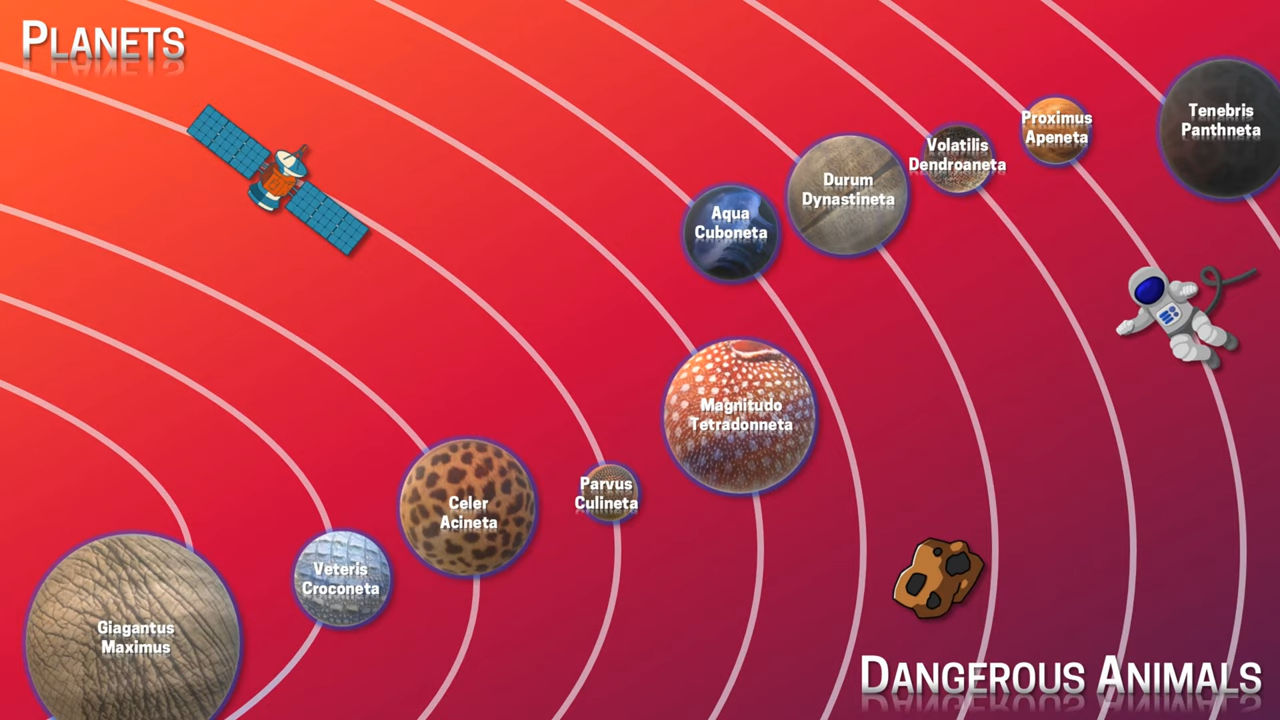 PLANETS
Tenebris
Panthneta
Proximus
Apeneta
Volatilis
Dendroaneta
Durum
Dynastineta
Aqua
Cuboneta
Magnitudo
Tetradonneta
Parvus
Culineta
Celer
Acineta
Veteris
Croconeta
Giagantus
Maximus
DANGEROUS ANIMALS